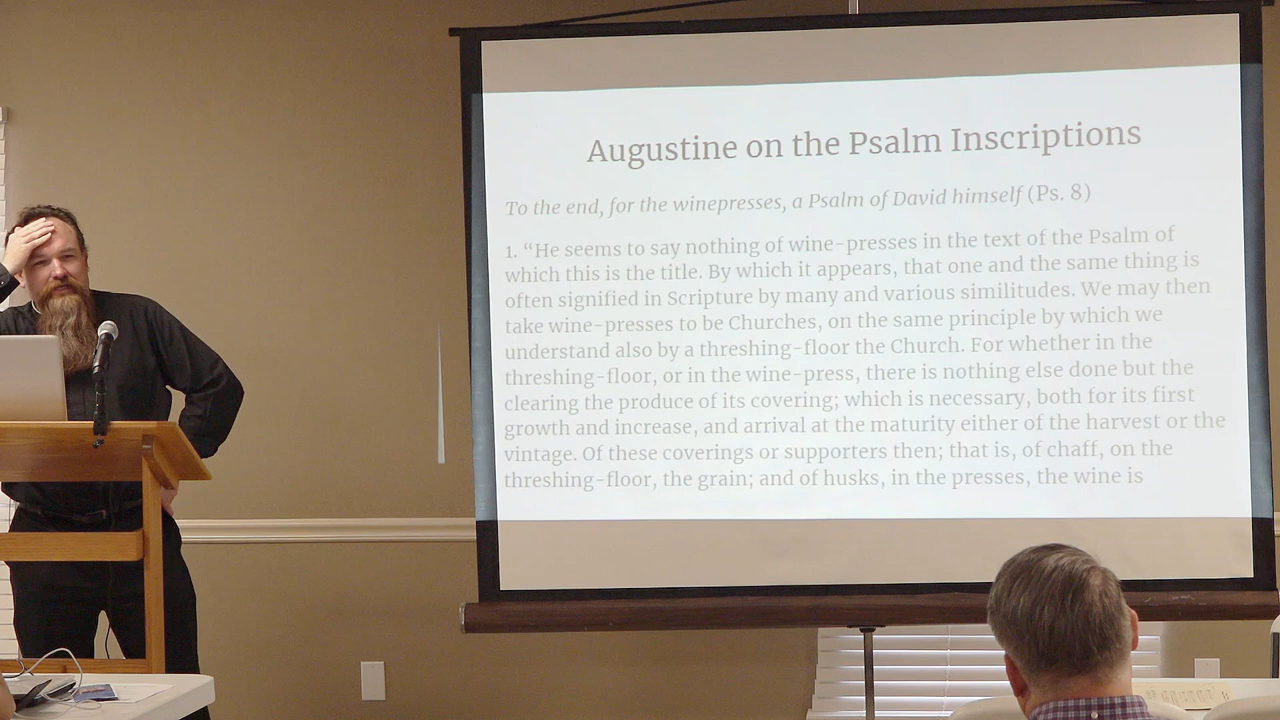 Augustine on the Psalm Inscriptions
To the end, for the winepresses, a Psalm of David himself (Ps. 8)
1. “He seems to say nothing of wine-presses in the text of the Psalm of
which this is the title. By which it appears, that one and the same thing is
often signified in Scripture by many and various similitudes. We may then
take wine-presses to be Churches, on the same principle by which we
understand also by a threshing-floor the Church. For whether in the
threshing-floor, or in the wine-press, there is nothing else done but the
clearing the produce of its covering; which is necessary, both for its first
growth and increase, and arrival at the maturity either of the harvest or the
vintage. Of these coverings or supporters then; that is, of chaff, on the
threshing-floor, the grain; and of husks, in the presses, the wine is